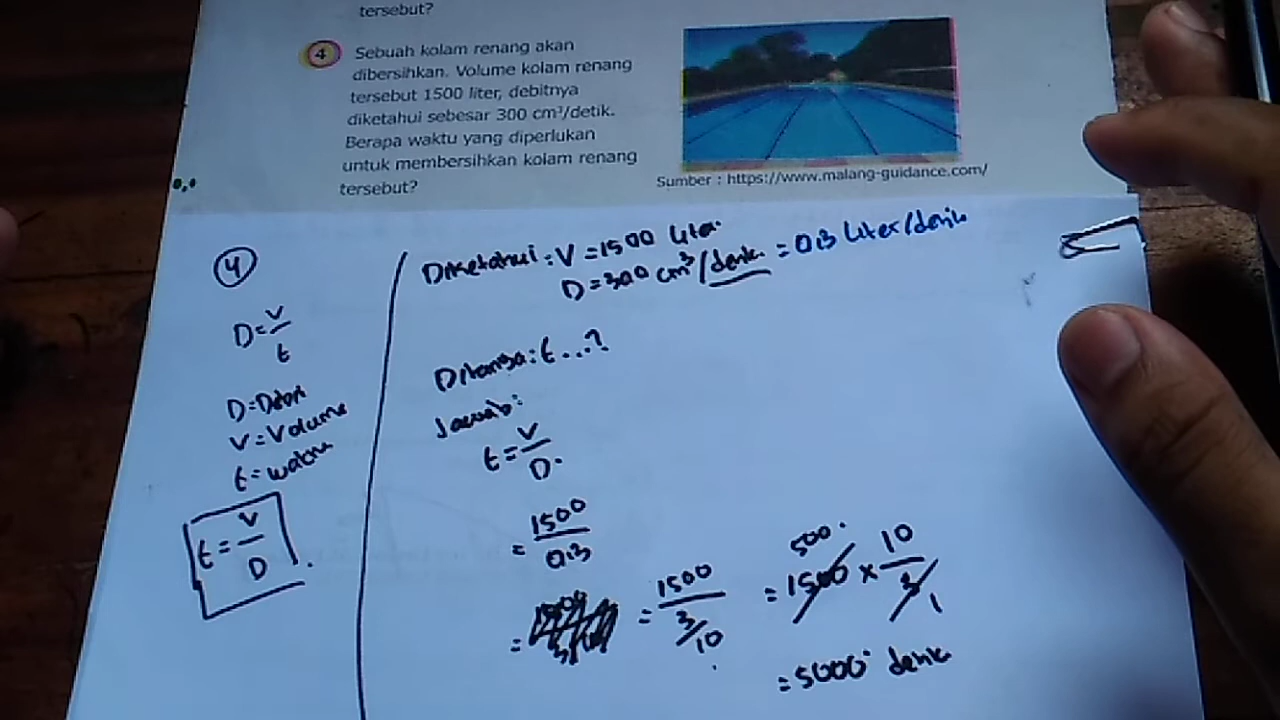 tersebut?
4 Sebuah kolam renang akan
dibersihkan. Volume kolam renang
tersebut 1500 liter, debitnya
diketahui sebesar 300 cm³/detik.
Berapa waktu yang diperlukan
untuk membersihkan kolam renang
tersebut?
Sumber : https://www.malang-guidance.com/
4
D=V/t
D=Debit
V=Volume
t=waktu
t=V/D.
Diketahui: V=1500 liter
D=300 cm³/detik = 0,3 liter/detik
Ditanya: t...?
Jawab:
t=V/D.
=1500/0,3
= =1500/3/10 =1500 x 10/3
500 1
=5000 detik